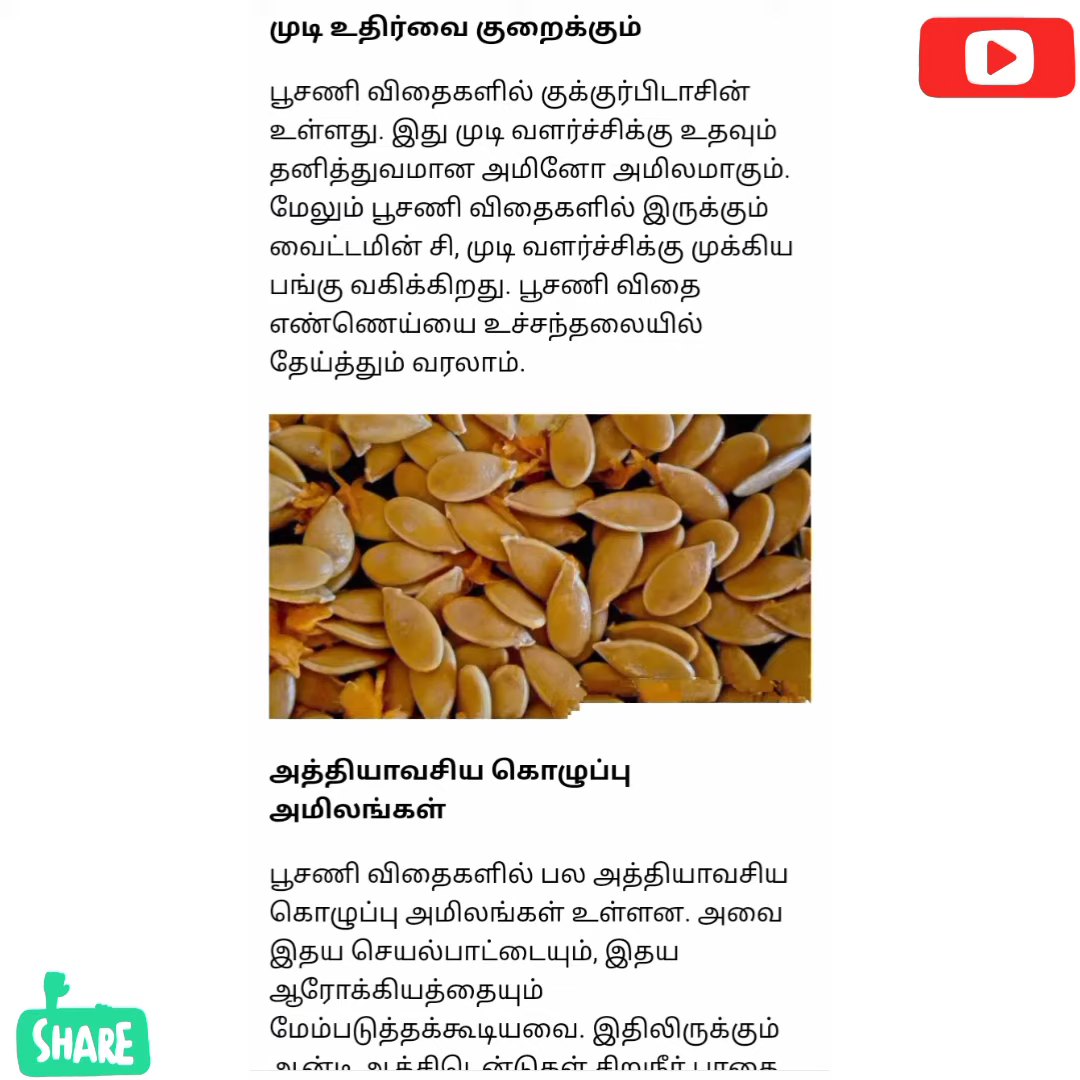 முடி உதிர்வை குறைக்கும்
பூசணி விதைகளில் குக்குர்பிடாசின்
உள்ளது. இது முடி வளர்ச்சிக்கு உதவும்
தனித்துவமான அமினோ அமிலமாகும்.
மேலும் பூசணி விதைகளில் இருக்கும்
வைட்டமின் சி, முடி வளர்ச்சிக்கு முக்கிய
பங்கு வகிக்கிறது. பூசணி விதை
எண்ணெய்யை உச்சந்தலையில்
தேய்த்தும் வரலாம்.
அத்தியாவசிய கொழுப்பு
அமிலங்கள்
பூசணி விதைகளில் பல அத்தியாவசிய
கொழுப்பு அமிலங்கள் உள்ளன. அவை
இதய செயல்பாட்டையும், இதய
ஆரோக்கியத்தையும்
மேம்படுத்தக்கூடியவை. இதிலிருக்கும்
SHARE